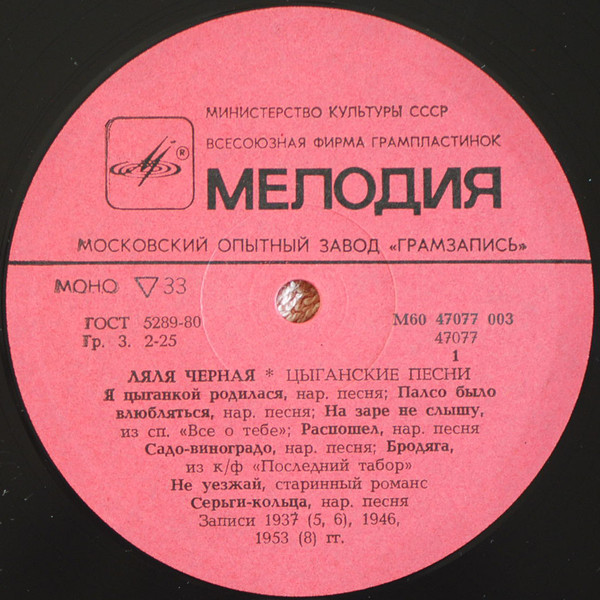 МИНИСТЕРСТВО КУЛЬТУРЫ СССР
ВСЕСОЮЗНАЯ ФИРМА ГРАМПЛАСТИНОК
®
МЕЛОДИЯ
МОСКОВСКИЙ ОПЫТНЫЙ ЗАВОД «ГРАМЗАПИСЬ»
МОНО ▽ 33
ГОСТ 5289-80
Гр. 3. 2-25
М60 47077 003
47077
1
ЛЯЛЯ ЧЕРНАЯ * ЦЫГАНСКИЕ ПЕСНИ
Я цыганкой родилася, нар. песня; Палсо было
влюбляться, нар. песня; На заре не слышу,
из сп. «Все о тебе»; Распошел, нар. песня
Садо-виноградо, нар. песня; Бродяга,
из к/ф «Последний табор»
Не уезжай, старинный романс
Серьги-кольца, нар. песня
Записи 1937 (5, 6), 1946,
1953 (8) гг.